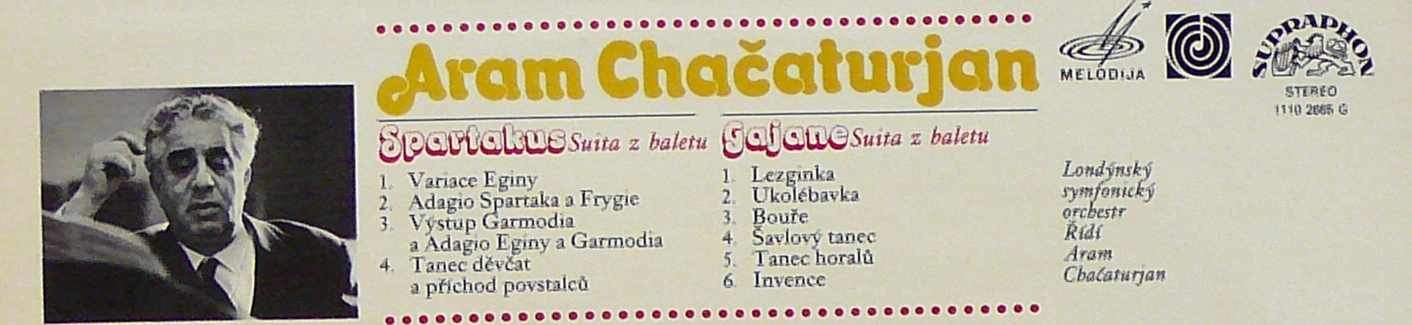 Aram Chačaturjan
Spartakus Suita z baletu
1. Variace Eginy
2. Adagio Spartaka a Frygie
3. Výstup Garmodia
a Adagio Eginy a Garmodia
4. Tanec děvčat
a příchod povstalců
Gajane Suita z baletu
1. Lezginka
2. Ukolébavka
3. Bouře
4. Šavlový tanec
5. Tanec horalů
6. Invence
MELODIJA
SUPRAPHON
STEREO
1110 2665 G
Londýnský
symfonický
orchestr
Řídí
Aram
Chačaturjan